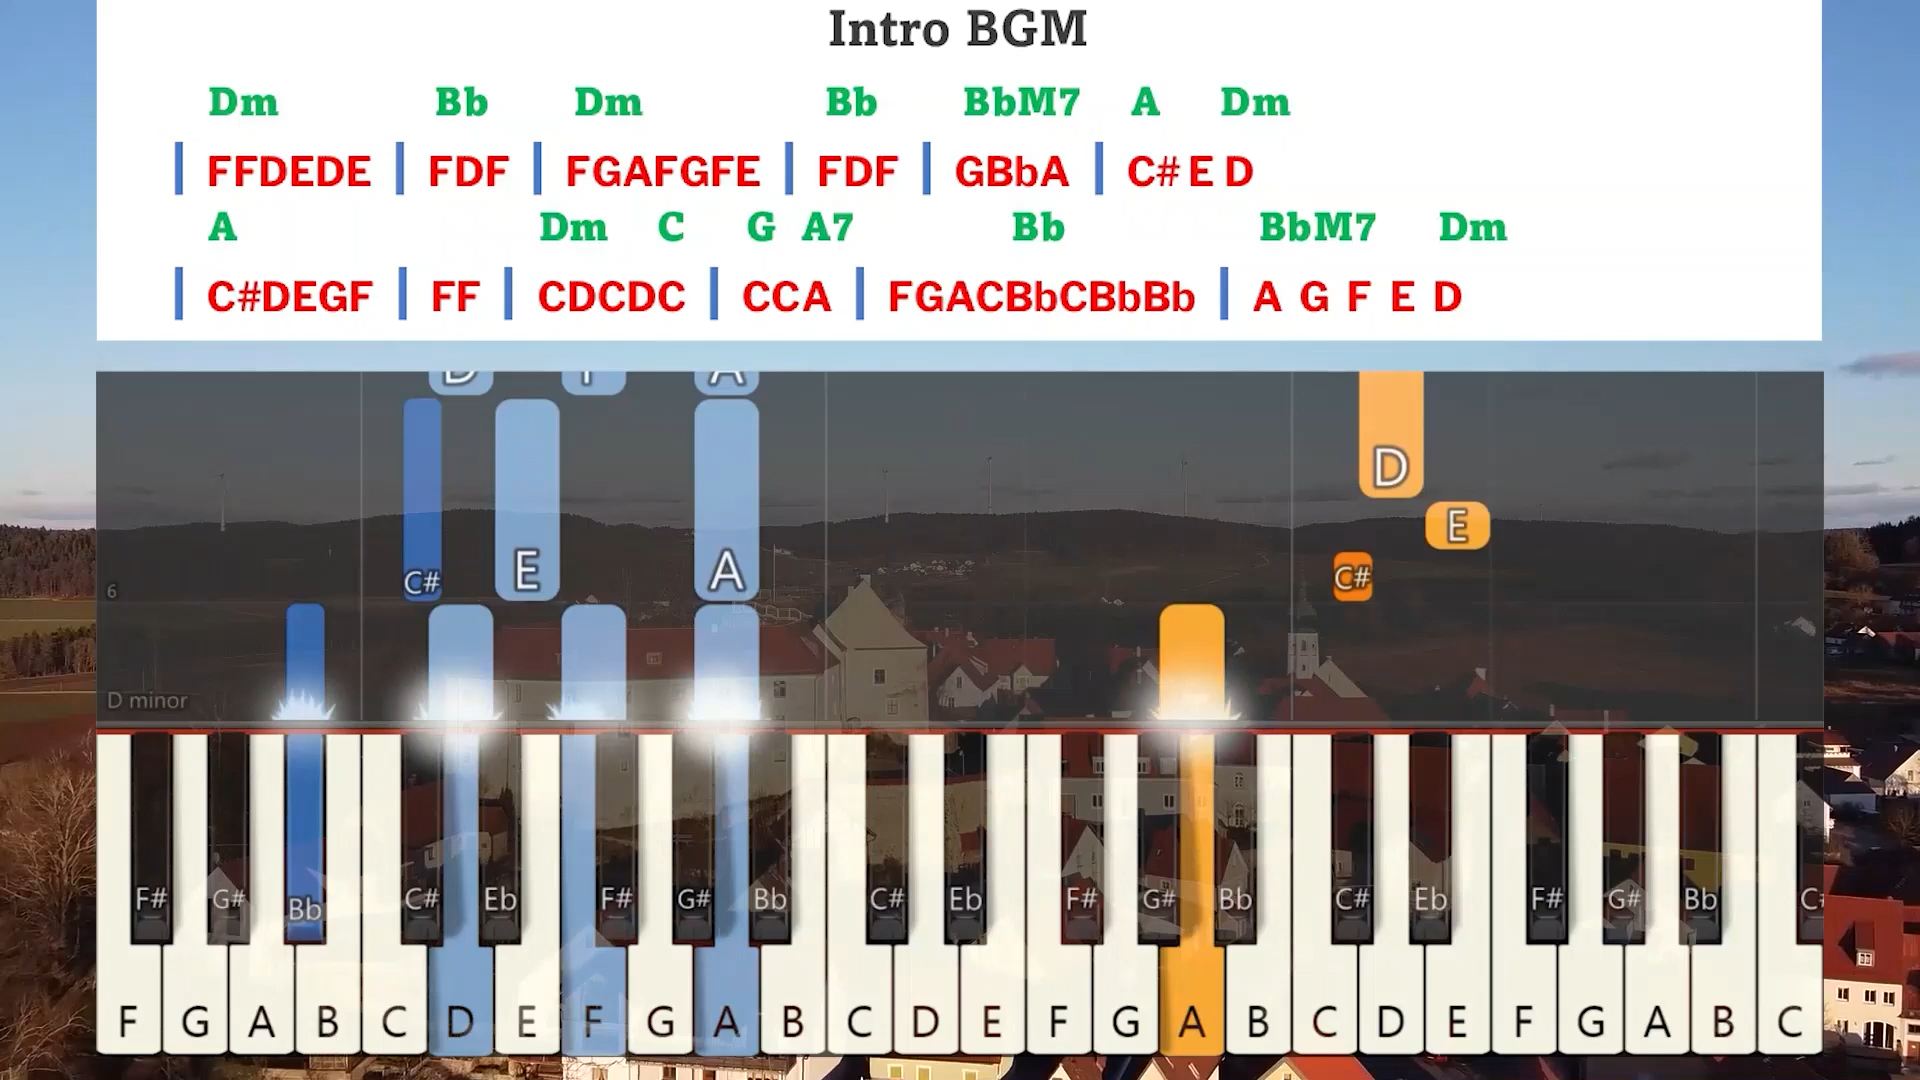 Intro BGM
Dm Bb Dm Bb BbM7 A Dm
| FFDEDE | FDF | FGAFGFE | FDF | GBbA | C# E D
A Dm C G A7 Bb BbM7 Dm
| C#DEGF | FF | CDCDC | CCA | FGACBbCBbBb | A G F E D
D F A
D
E
C# E A C#
6
D minor
F# G# Bb C# Eb F# G# Bb C# Eb F# G# Bb C# Eb F# G# Bb C#
F G A B C D E F G A B C D E F G A B C D E F G A B C